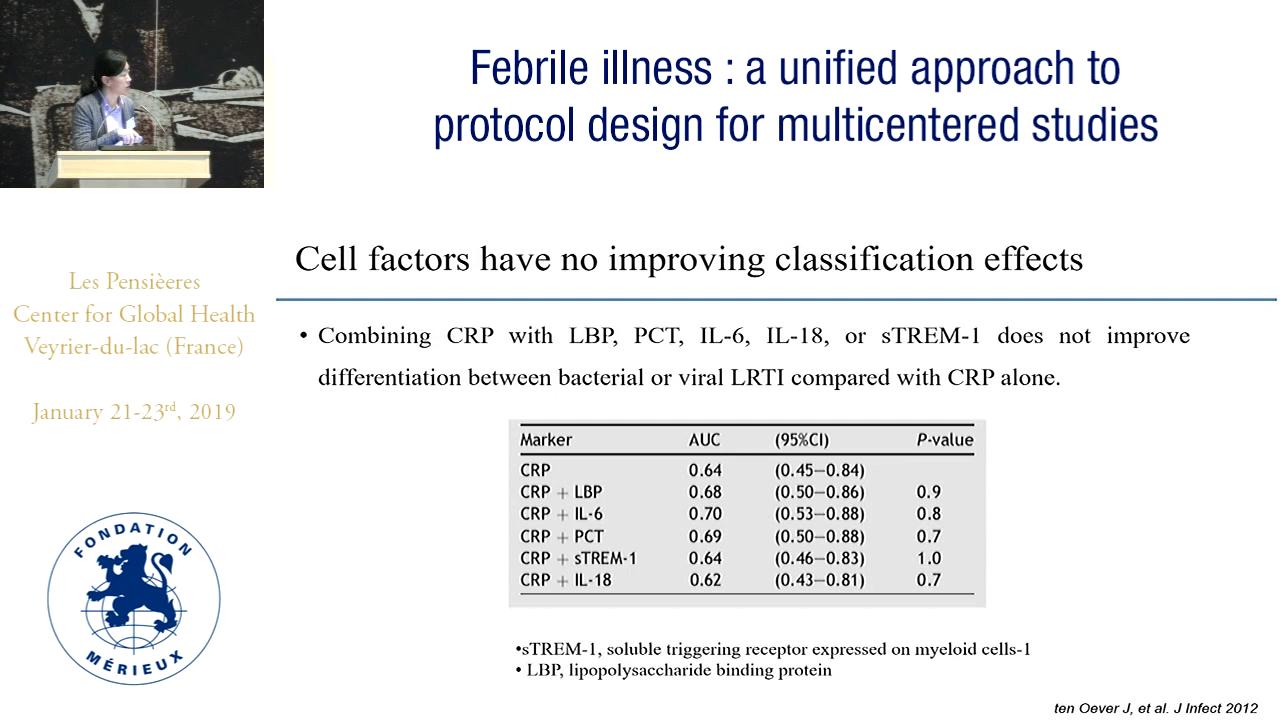 Febrile illness : a unified approach to
protocol design for multicentered studies
Les Pensièeres
Center for Global Health
Veyrier-du-lac (France)
January 21-23rd, 2019
FONDATION
MÉRIEUX
Cell factors have no improving classification effects
• Combining CRP with LBP, PCT, IL-6, IL-18, or sTREM-1 does not improve
differentiation between bacterial or viral LRTI compared with CRP alone.
Marker AUC (95%CI) P-value
CRP 0.64 (0.45–0.84)
CRP + LBP 0.68 (0.50–0.86) 0.9
CRP + IL-6 0.70 (0.53–0.88) 0.8
CRP + PCT 0.69 (0.50–0.88) 0.7
CRP + sTREM-1 0.64 (0.46–0.83) 1.0
CRP + IL-18 0.62 (0.43–0.81) 0.7
•sTREM-1, soluble triggering receptor expressed on myeloid cells-1
• LBP, lipopolysaccharide binding protein
ten Oever J, et al. J Infect 2012